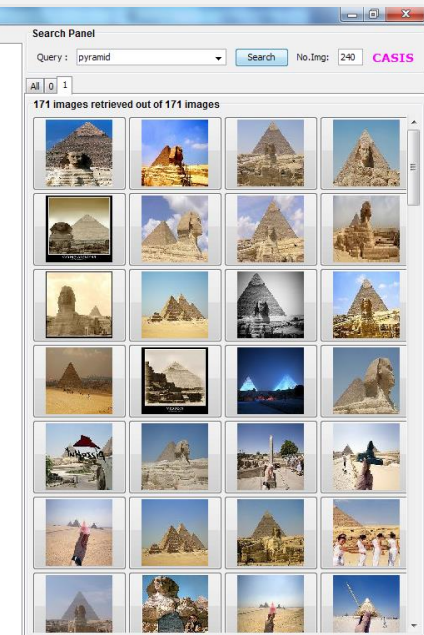 Search Panel
Query : pyramid Search No.Img: 240 CASIS
All 0 1
171 images retrieved out of 171 images